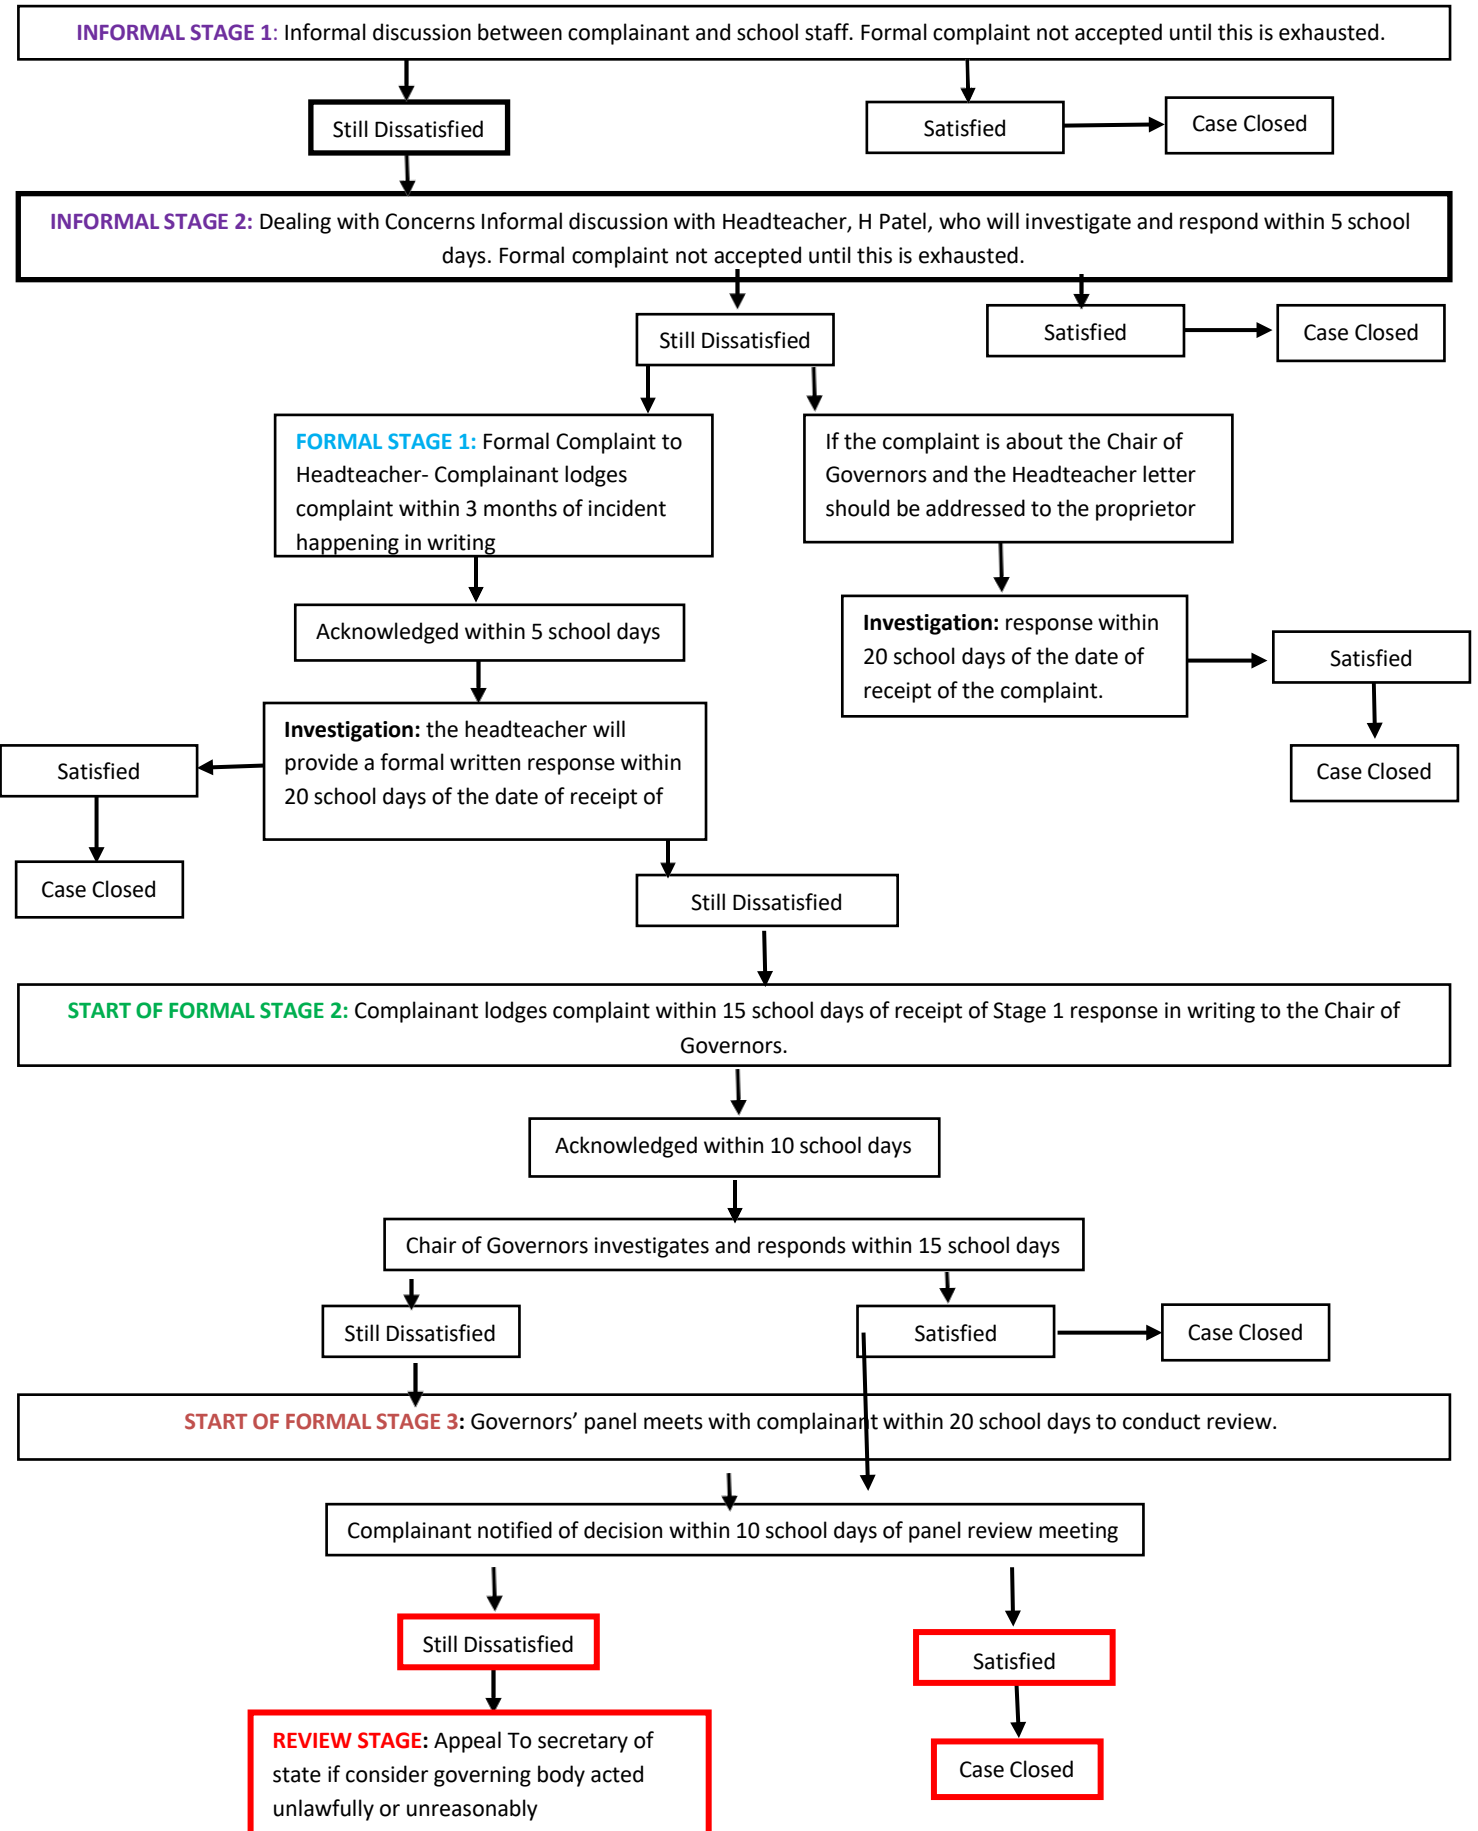 INFORMAL STAGE 1: Informal discussion between complainant and school staff. Formal complaint not accepted until this is exhausted.
Still Dissatisfied
Satisfied
Case Closed
INFORMAL STAGE 2: Dealing with Concerns Informal discussion with Headteacher, H Patel, who will investigate and respond within 5 school
days. Formal complaint not accepted until this is exhausted.
Still Dissatisfied
Satisfied
Case Closed
FORMAL STAGE 1: Formal Complaint to
Headteacher- Complainant lodges
complaint within 3 months of incident
happening in writing
If the complaint is about the Chair of
Governors and the Headteacher letter
should be addressed to the proprietor
Acknowledged within 5 school days
Investigation: response within
20 school days of the date of
receipt of the complaint.
Satisfied
Case Closed
Investigation: the headteacher will
provide a formal written response within
20 school days of the date of receipt of
Satisfied
Case Closed
Still Dissatisfied
START OF FORMAL STAGE 2: Complainant lodges complaint within 15 school days of receipt of Stage 1 response in writing to the Chair of
Governors.
Acknowledged within 10 school days
Chair of Governors investigates and responds within 15 school days
Still Dissatisfied
Satisfied
Case Closed
START OF FORMAL STAGE 3: Governors’ panel meets with complainant within 20 school days to conduct review.
Complainant notified of decision within 10 school days of panel review meeting
Still Dissatisfied
Satisfied
REVIEW STAGE: Appeal To secretary of
state if consider governing body acted
unlawfully or unreasonably
Case Closed